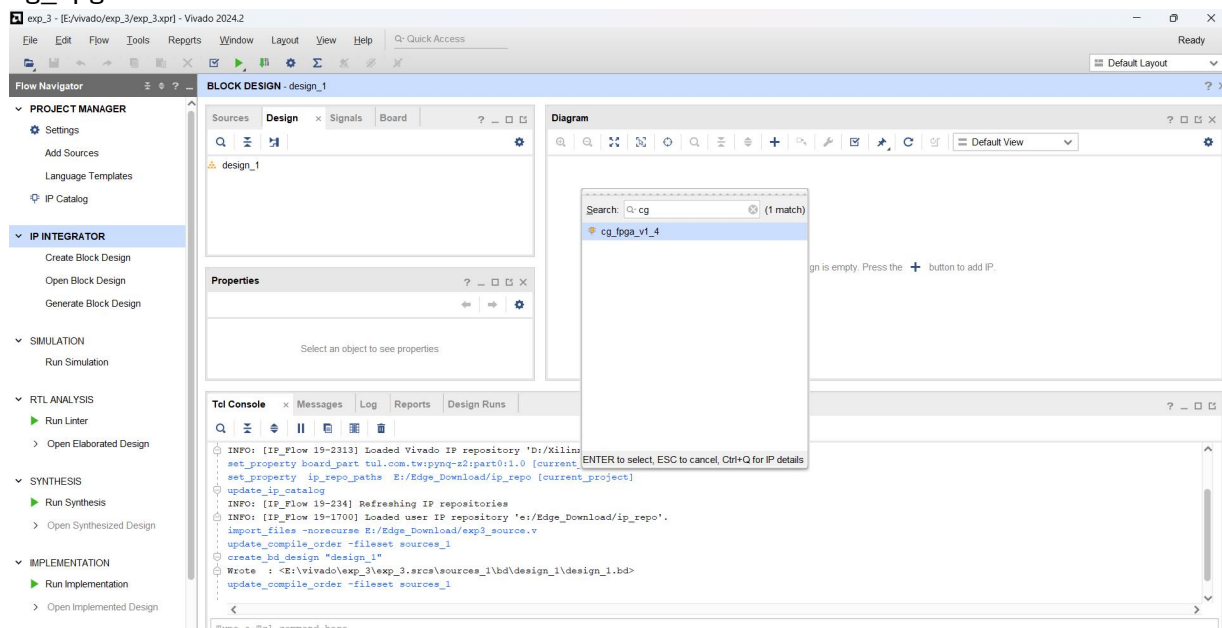 exp_3 - [E:/vivado/exp_3/exp_3.xpr] - Vivado 2024.2
File Edit Flow Tools Reports Window Layout View Help Quick Access Ready
Default Layout
Flow Navigator
BLOCK DESIGN - design_1
PROJECT MANAGER
Settings
Add Sources
Language Templates
IP Catalog
IP INTEGRATOR
Create Block Design
Open Block Design
Generate Block Design
SIMULATION
Run Simulation
RTL ANALYSIS
Run Linter
Open Elaborated Design
SYNTHESIS
Run Synthesis
Open Synthesized Design
IMPLEMENTATION
Run Implementation
Open Implemented Design
Sources Design Signals Board
design_1
Properties
Select an object to see properties
Diagram
Default View
Search: cg (1 match)
cg_fpga_v1_4
ENTER to select, ESC to cancel, Ctrl+Q for IP details
gn is empty. Press the + button to add IP.
Tcl Console Messages Log Reports Design Runs
INFO: [IP_Flow 19-2313] Loaded Vivado IP repository 'D:/Xilin
set_property board_part tul.com.tw:pynq-z2:part0:1.0 [current_
set_property ip_repo_paths E:/Edge_Download/ip_repo [current_project]
update_ip_catalog
INFO: [IP_Flow 19-234] Refreshing IP repositories
INFO: [IP_Flow 19-1700] Loaded user IP repository 'e:/Edge_Download/ip_repo'.
import_files -norecurse E:/Edge_Download/exp3_source.v
update_compile_order -fileset sources_1
create_bd_design "design_1"
Wrote : <E:\vivado\exp_3\exp_3.srcs\sources_1\bd\design_1\design_1.bd>
update_compile_order -fileset sources_1